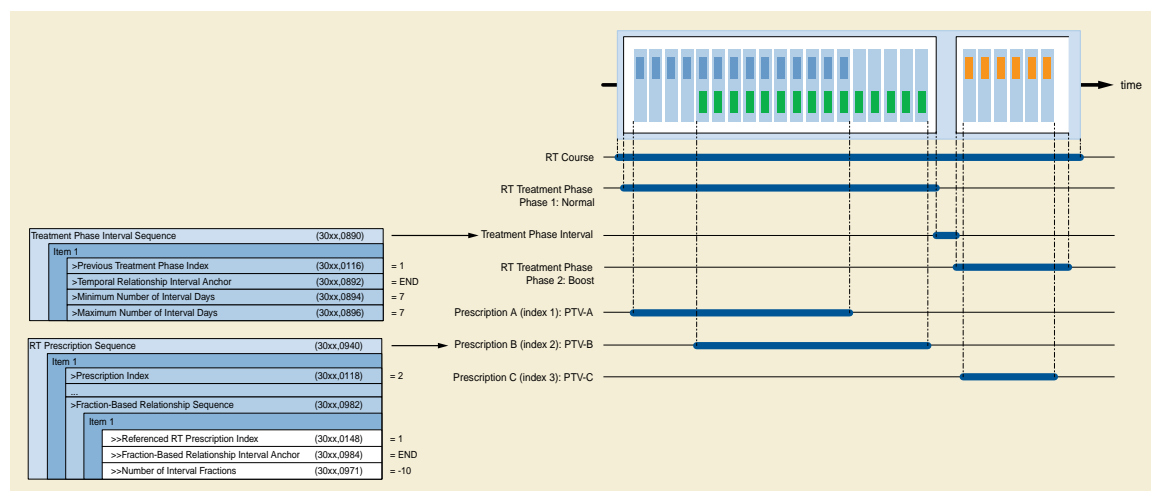 time
RT Course
RT Treatment Phase
Phase 1: Normal
Treatment Phase Interval Sequence (30xx,0890)
Treatment Phase Interval
Item 1
>Previous Treatment Phase Index (30xx,0116) = 1
>Temporal Relationship Interval Anchor (30xx,0892) = END
>Minimum Number of Interval Days (30xx,0894) = 7
>Maximum Number of Interval Days (30xx,0896) = 7
RT Treatment Phase
Phase 2: Boost
Prescription A (index 1): PTV-A
RT Prescription Sequence (30xx,0940)
Prescription B (index 2): PTV-B
Item 1
>Prescription Index (30xx,0118) = 2
...
>Fraction-Based Relationship Sequence (30xx,0982)
Item 1
>>Referenced RT Prescription Index (30xx,0148) = 1
>>Fraction-Based Relationship Interval Anchor (30xx,0984) = END
>>Number of Interval Fractions (30xx,0971) = -10
Prescription C (index 3): PTV-C